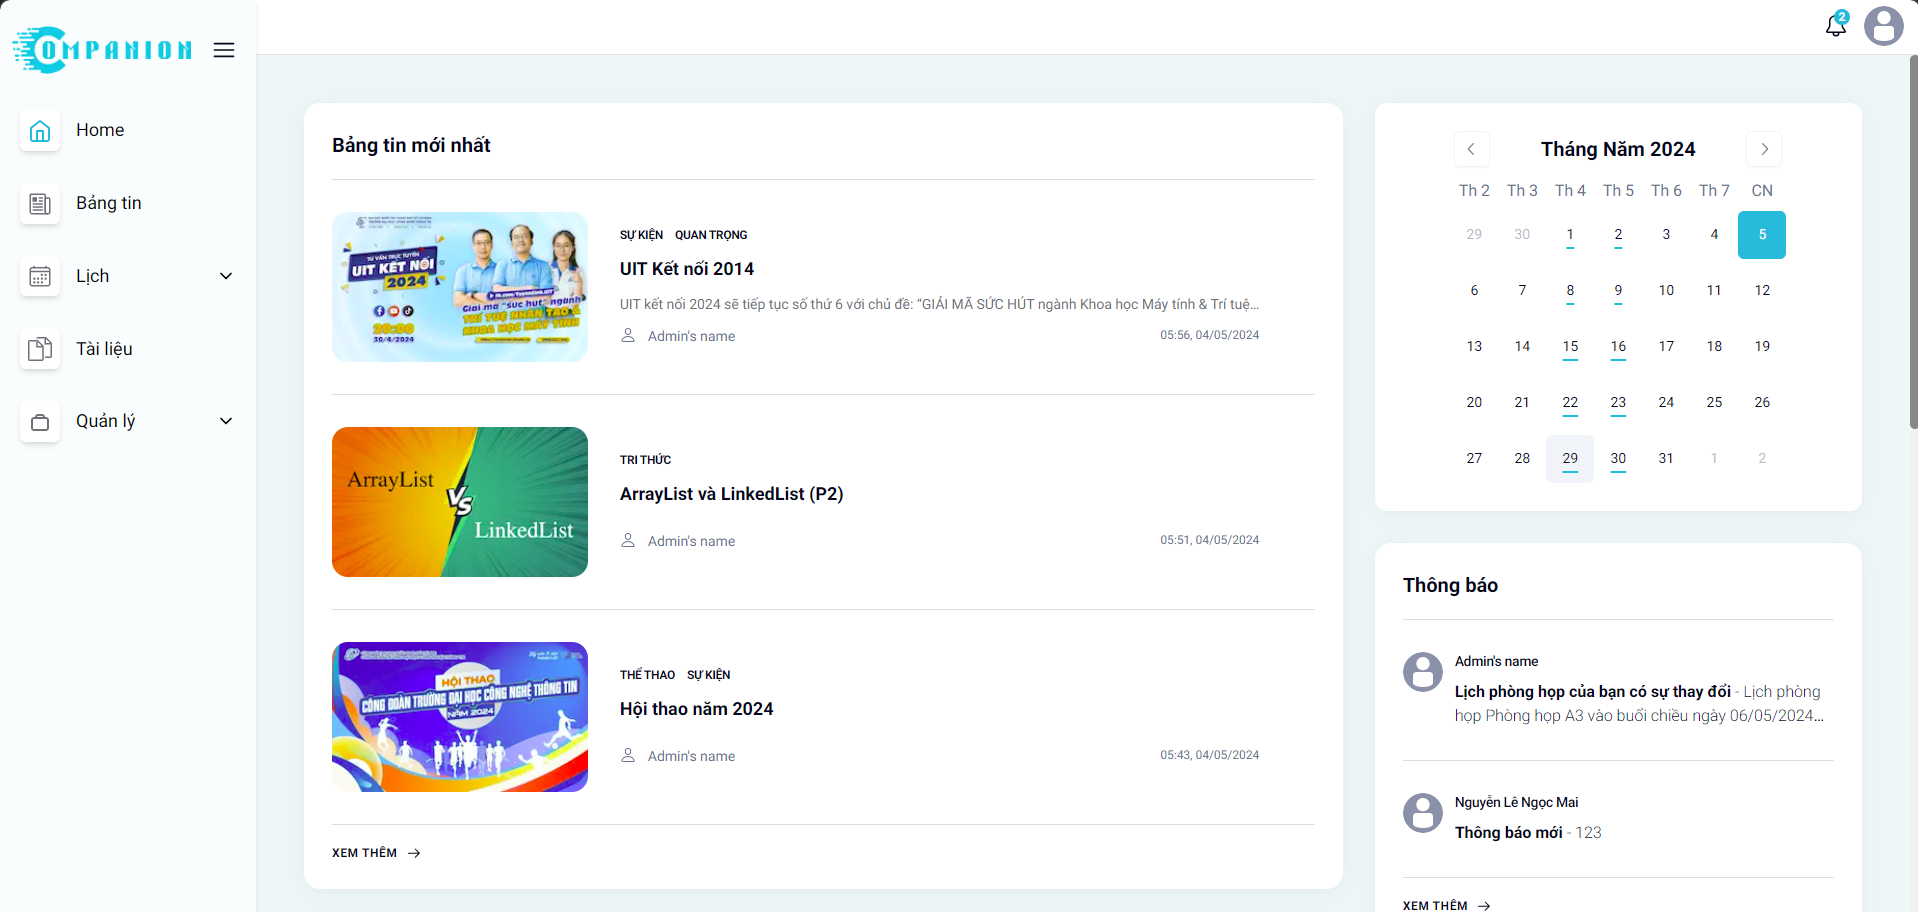 COMPANION
2
Home
Bảng tin
Lịch
Tài liệu
Quản lý
Bảng tin mới nhất
TƯ VẤN TRỰC TUYẾN
UIT KẾT NỐI
2024
Giải mã "sức hút" ngành
TRÍ TUỆ NHÂN TẠO &
KHOA HỌC MÁY TÍNH
20:00
30/4/2024
SỰ KIỆN QUAN TRỌNG
UIT Kết nối 2014
UIT kết nối 2024 sẽ tiếp tục số thứ 6 với chủ đề: “GIẢI MÃ SỨC HÚT ngành Khoa học Máy tính & Trí tuệ...
Admin's name 05:56, 04/05/2024
ArrayList
VS
LinkedList
TRI THỨC
ArrayList và LinkedList (P2)
Admin's name 05:51, 04/05/2024
HỘI THAO
CÔNG ĐOÀN TRƯỜNG ĐẠI HỌC CÔNG NGHỆ THÔNG TIN
NĂM 2024
THỂ THAO SỰ KIỆN
Hội thao năm 2024
Admin's name 05:43, 04/05/2024
XEM THÊM
Tháng Năm 2024
Th 2 Th 3 Th 4 Th 5 Th 6 Th 7 CN
29 30 1 2 3 4 5
6 7 8 9 10 11 12
13 14 15 16 17 18 19
20 21 22 23 24 25 26
27 28 29 30 31 1 2
Thông báo
Admin's name
Lịch phòng họp của bạn có sự thay đổi - Lịch phòng
họp Phòng họp A3 vào buổi chiều ngày 06/05/2024...
Nguyễn Lê Ngọc Mai
Thông báo mới - 123
XEM THÊM